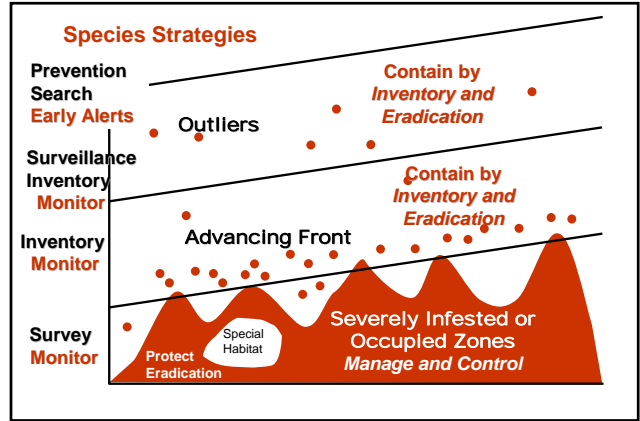 Species Strategies
Prevention
Search
Early Alerts
Contain by
Inventory and
Eradication
Outliers
Surveillance
Inventory
Monitor
Contain by
Inventory and
Eradication
Inventory
Monitor
Advancing Front
Survey
Monitor
Protect
Eradication
Special
Habitat
Severely Infested or
Occupied Zones
Manage and Control